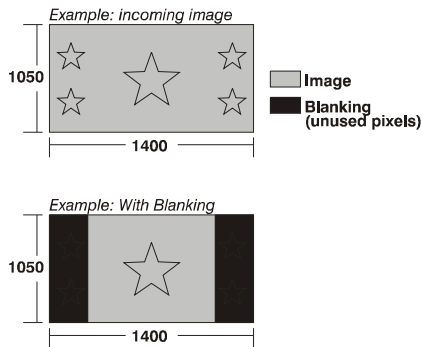 Example: incoming image
1050
1400
Image
Blanking
(unused pixels)
Example: With Blanking
1050
1400